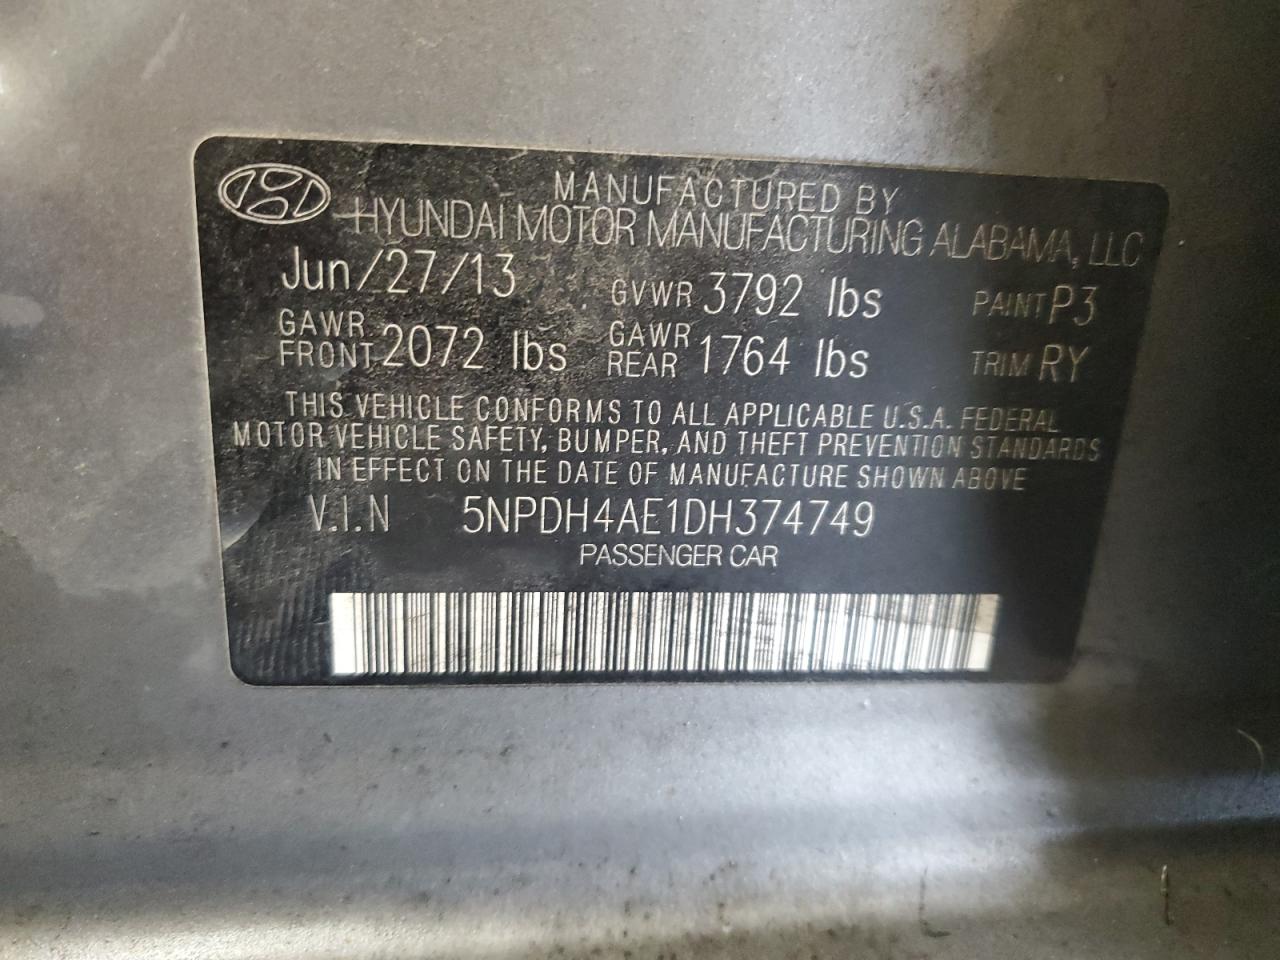 MANUFACTURED BY
HYUNDAI MOTOR MANUFACTURING ALABAMA, LLC
Jun/27/13 GVWR 3792 lbs PAINT P3
GAWR FRONT 2072 lbs GAWR REAR 1764 lbs TRIM RY
THIS VEHICLE CONFORMS TO ALL APPLICABLE U.S.A. FEDERAL
MOTOR VEHICLE SAFETY, BUMPER, AND THEFT PREVENTION STANDARDS
IN EFFECT ON THE DATE OF MANUFACTURE SHOWN ABOVE
V.I.N 5NPDH4AE1DH374749
PASSENGER CAR